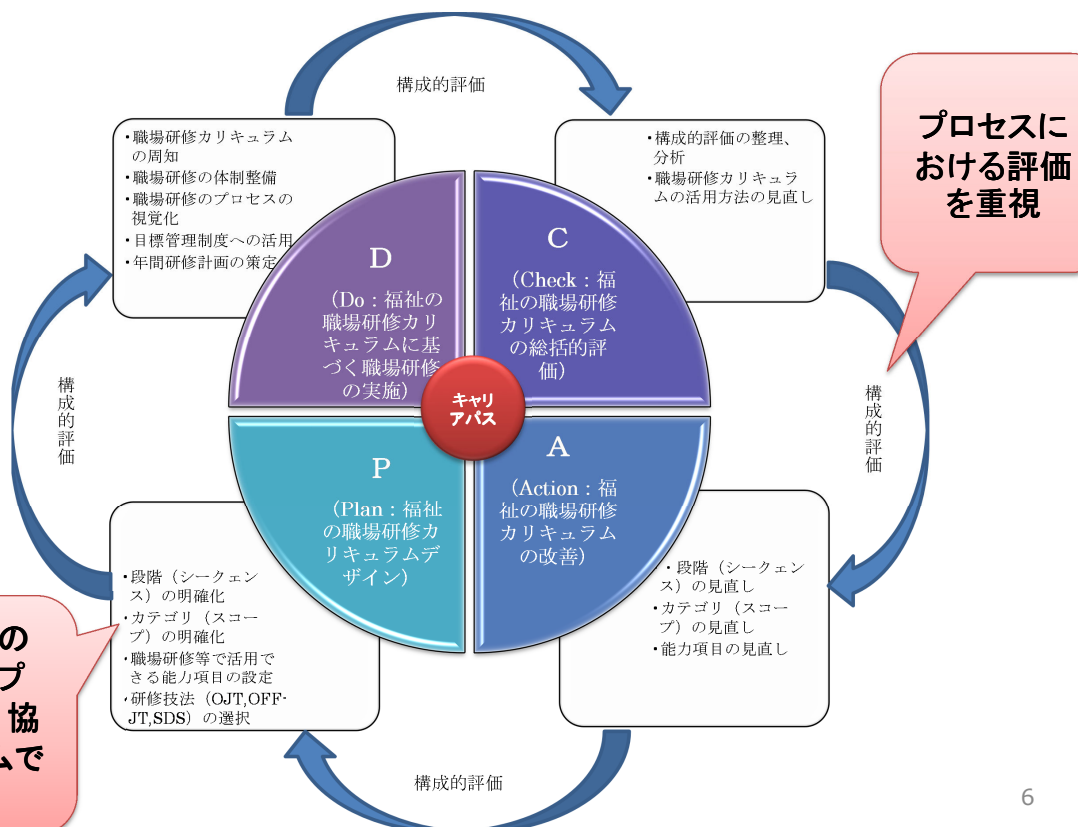 構成的評価
・職場研修カリキュラム
の周知
・職場研修の体制整備
・職場研修のプロセスの
視覚化
・目標管理制度への活用
・年間研修計画の策定
・構成的評価の整理、
分析
・職場研修カリキュラ
ムの活用方法の見直し
プロセスに
おける評価
を重視
D
（Do：福祉の
職場研修カリ
キュラムに基
づく職場研修
の実施）
C
（Check：福
祉の職場研修
カリキュラム
の総括的評
価）
キャリ
アパス
構成的評価
構成的評価
P
（Plan：福祉
の職場研修カ
リキュラムデ
ザイン）
A
（Action：福
祉の職場研修
カリキュラム
の改善）
・段階（シークェン
ス）の明確化
・カテゴリ（スコー
プ）の明確化
・職場研修等で活用で
きる能力項目の設定
・研修技法（OJT,OFF-
JT,SDS）の選択
・段階（シークェン
ス）の見直し
・カテゴリ（スコー
プ）の見直し
・能力項目の見直し
の
プ
協
ムで
構成的評価
6